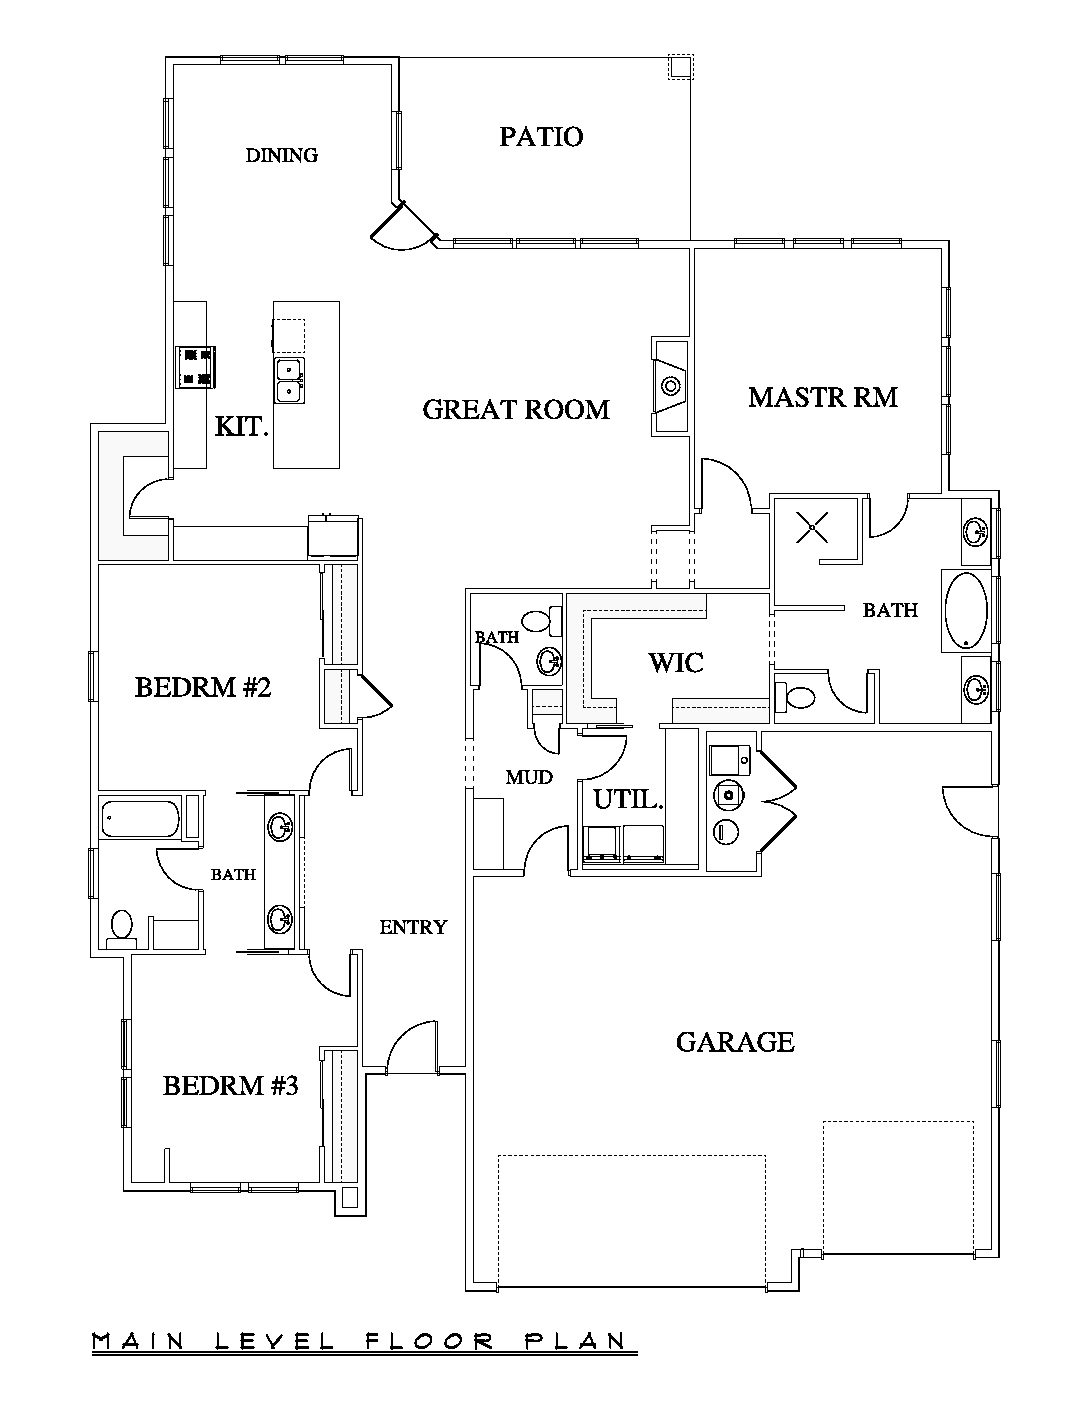 PATIO
DINING
MASTR RM
GREAT ROOM
KIT.
BATH
BATH
WIC
BEDRM #2
MUD
UTIL.
BATH
ENTRY
GARAGE
BEDRM #3
MAIN LEVEL FLOOR PLAN